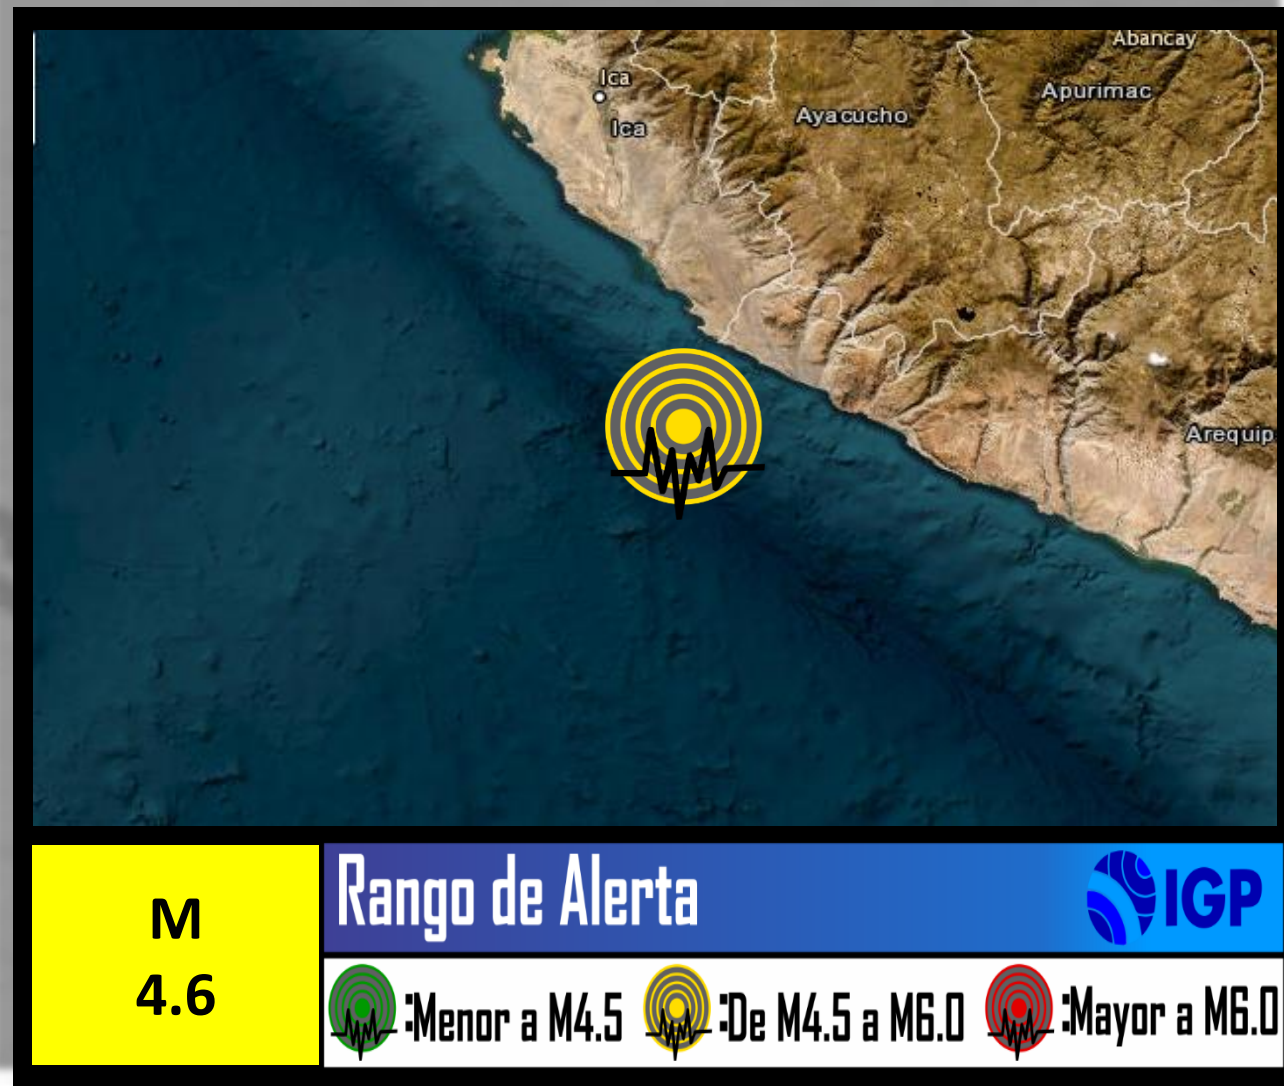 Abancay
Ica
Apurimac
Ayacucho
Ica
Arequip
M
4.6
Rango de Alerta
IGP
:Menor a M4.5
:De M4.5 a M6.0
:Mayor a M6.0